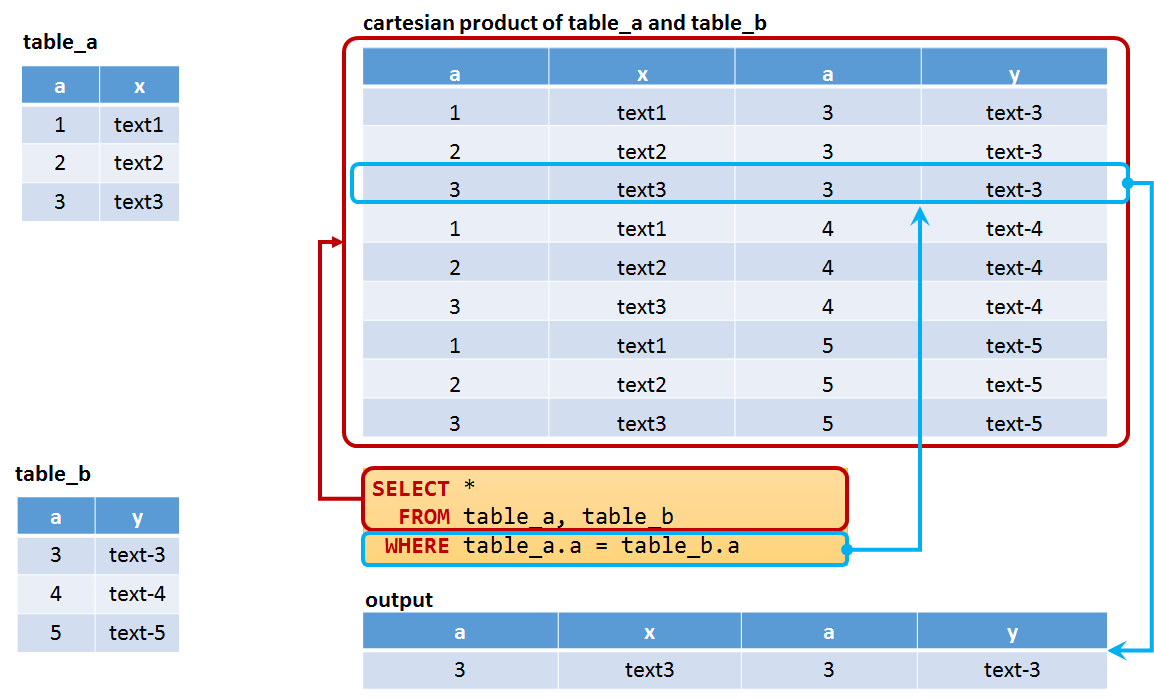 table_a
a x
1 text1
2 text2
3 text3
cartesian product of table_a and table_b
a x a y
1 text1 3 text-3
2 text2 3 text-3
3 text3 3 text-3
1 text1 4 text-4
2 text2 4 text-4
3 text3 4 text-4
1 text1 5 text-5
2 text2 5 text-5
3 text3 5 text-5
table_b
a y
3 text-3
4 text-4
5 text-5
SELECT *
FROM table_a, table_b
WHERE table_a.a = table_b.a
output
a x a y
3 text3 3 text-3